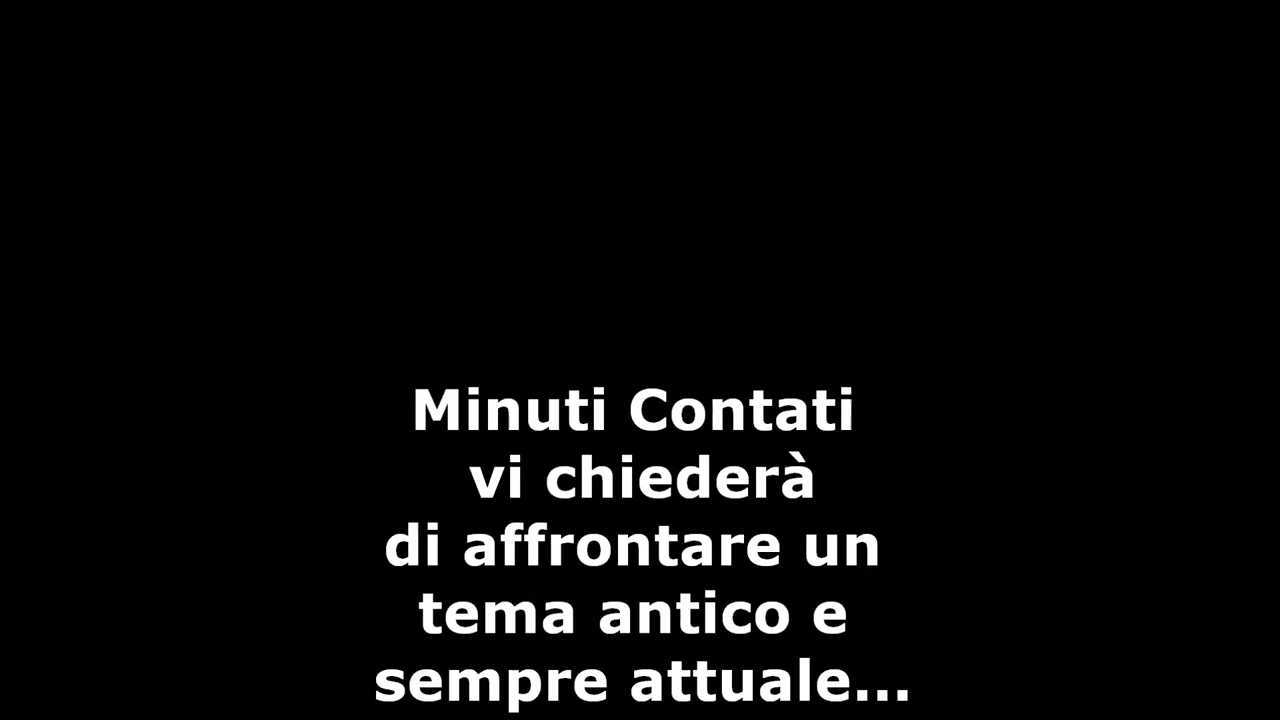 Minuti Contati
vi chiederà
di affrontare un
tema antico e
sempre attuale...